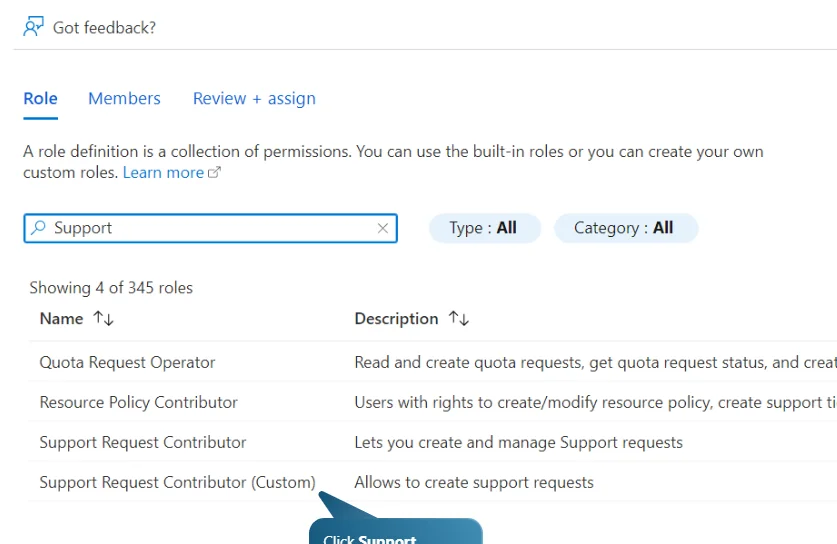 Got feedback?
Role Members Review + assign
A role definition is a collection of permissions. You can use the built-in roles or you can create your own
custom roles. Learn more
Support
Type : All Category : All
Showing 4 of 345 roles
Name Description
Quota Request Operator Read and create quota requests, get quota request status, and
Resource Policy Contributor Users with rights to create/modify resource policy, create support
Support Request Contributor Lets you create and manage Support requests
Support Request Contributor (Custom) Allows to create support requests
Click Support